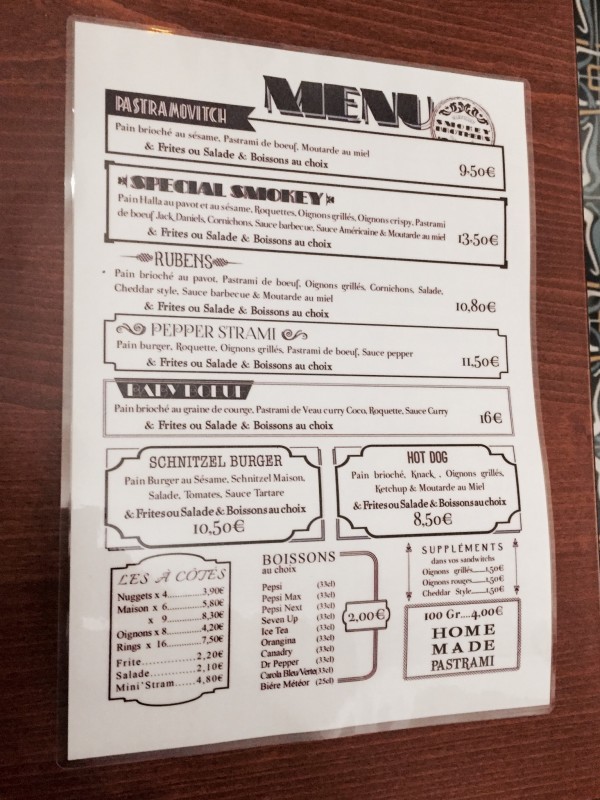 MENU
SMOKEY
BROTHERS
PASTRAMOVITCH
Pain brioché au sésame, Pastrami de boeuf, Moutarde au miel
& Frites ou Salade & Boissons au choix
9.50€
SPECIAL SMOKEY
Pain Halla au pavot et au sésame, Roquettes, Oignons grillés, Oignons crispy, Pastrami
de boeuf Jack Daniels, Cornichons, Sauce barbecue, Sauce Américaine & Moutarde au miel
& Frites ou Salade & Boissons au choix
13.50€
RUBENS
Pain brioché au pavot, Pastrami de boeuf, Oignons grillés, Cornichons, Salade,
Cheddar style, Sauce barbecue & Moutarde au miel
& Frites ou Salade & Boissons au choix
10,80€
PEPPER STRAMI
Pain burger, Roquette, Oignons grillés, Pastrami de boeuf, Sauce pepper
& Frites ou Salade & Boissons au choix
11,50€
BABY BOEUF
Pain brioché au graine de courge, Pastrami de Veau curry Coco, Roquette, Sauce Curry
& Frites ou Salade & Boissons au choix
16€
SCHNITZEL BURGER
Pain Burger au Sésame, Schnitzel Maison,
Salade, Tomates, Sauce Tartare
& Frites ou Salade & Boissons au choix
10,50€
HOT DOG
Pain brioché, Knack , Oignons grillés,
Ketchup & Moutarde au Miel
& Frites ou Salade & Boissons au choix
8,50€
LES À CÔTÉS
Nuggets x 4............3,90€
Maison x 6............5,80€
x 9............8,30€
Oignons x 8............4,20€
Rings x 16............7,50€
Frite............2,20€
Salade............2,10€
Mini'Stram......4,80€
BOISSONS
au choix
Pepsi (33cl)
Pepsi Max (33cl)
Pepsi Next (33cl)
Seven Up (33cl)
Ice Tea (33cl)
Orangina (33cl)
Canadry (33cl)
Dr Pepper (33cl)
Carola Bleu Verte(33cl)
Bière Météor (25cl)
2,00€
SUPPLÉMENTS
dans vos sandwitchs
Oignons grillés......1,50€
Oignons rouges......1,50€
Cheddar Style......1,50€
100 Gr....4,00€
HOME
MADE
PASTRAMI